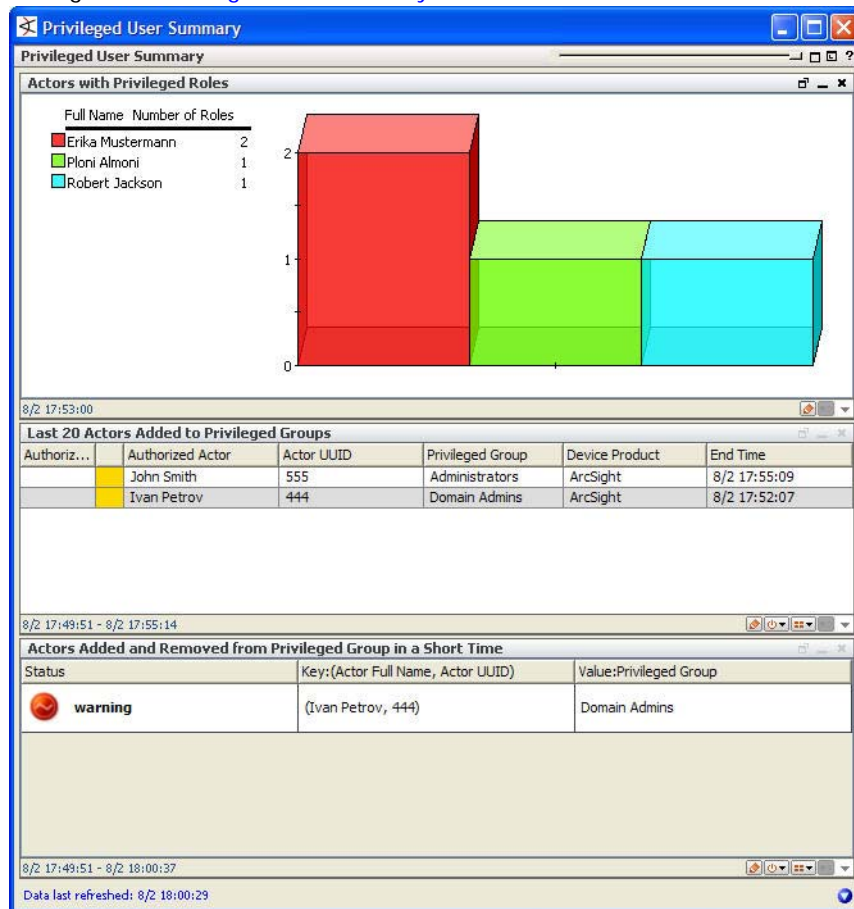 Privileged User Summary
Privileged User Summary
Actors with Privileged Roles
Full Name Number of Roles
Erika Mustermann 2
Ploni Almoni 1
Robert Jackson 1
2
1
0
8/2 17:53:00
Last 20 Actors Added to Privileged Groups
Authoriz... Authorized Actor Actor UUID Privileged Group Device Product End Time
John Smith 555 Administrators ArcSight 8/2 17:55:09
Ivan Petrov 444 Domain Admins ArcSight 8/2 17:52:07
8/2 17:49:51 - 8/2 17:55:14
Actors Added and Removed from Privileged Group in a Short Time
Status Key:(Actor Full Name, Actor UUID) Value:Privileged Group
warning (Ivan Petrov, 444) Domain Admins
8/2 17:49:51 - 8/2 18:00:37
Data last refreshed: 8/2 18:00:29